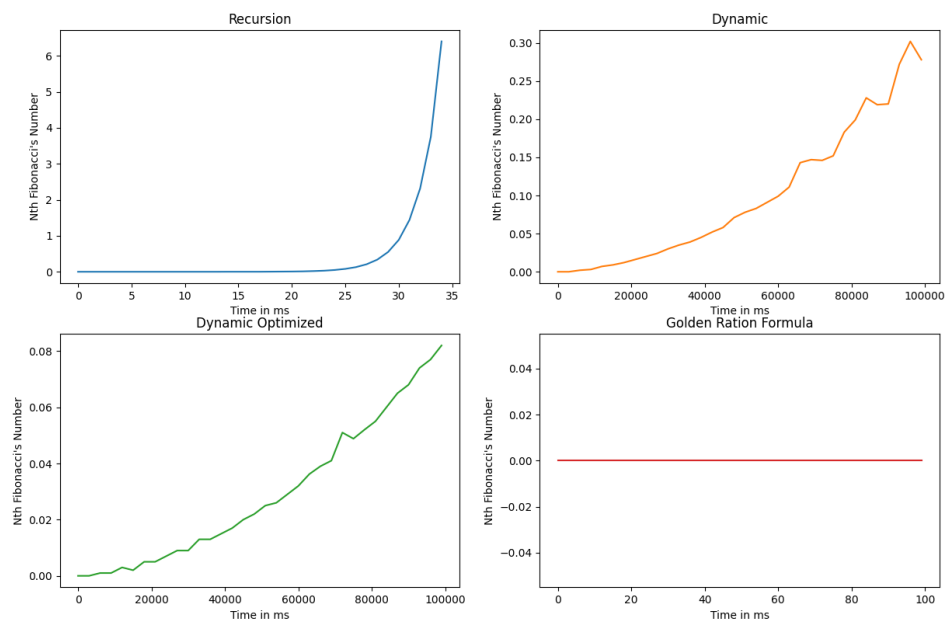 Recursion
Nth Fibonacci's Number
6
5
4
3
2
1
0
0 5 10 15 20 25 30 35
Time in ms
Dynamic
Nth Fibonacci's Number
0.30
0.25
0.20
0.15
0.10
0.05
0.00
0 20000 40000 60000 80000 100000
Time in ms
Dynamic Optimized
Nth Fibonacci's Number
0.08
0.06
0.04
0.02
0.00
0 20000 40000 60000 80000 100000
Time in ms
Golden Ration Formula
Nth Fibonacci's Number
0.04
0.02
0.00
−0.02
−0.04
0 20 40 60 80 100
Time in ms